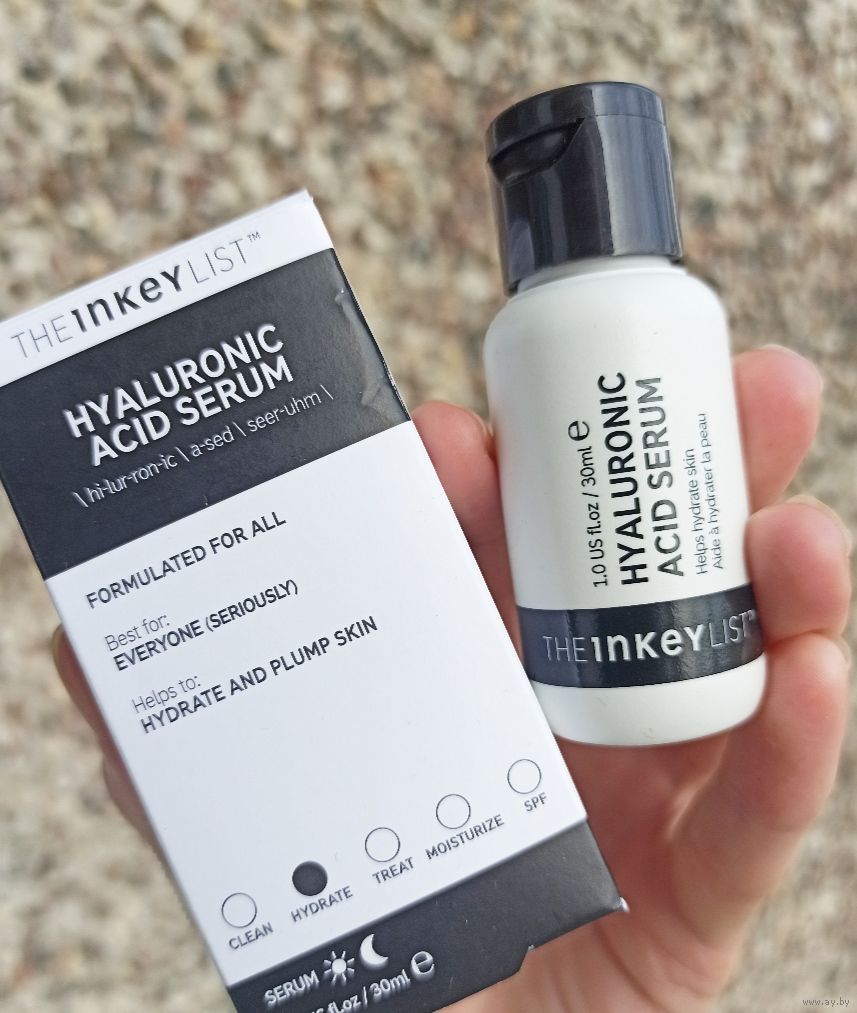 THE INKEY LIST™
HYALURONIC
ACID SERUM
\ hi-lur-ron-ic \ a-sed \ seer-uhm \
FORMULATED FOR ALL
Best for:
EVERYONE (SERIOUSLY)
Helps to:
HYDRATE AND PLUMP SKIN
CLEAN HYDRATE TREAT MOISTURIZE SPF
SERUM
fl.oz / 30ml ℮
1.0 US fl.oz / 30ml ℮
HYALURONIC
ACID SERUM
Helps hydrate skin
Aide à hydrater la peau
THE INKEY LIST™
www.ay.by